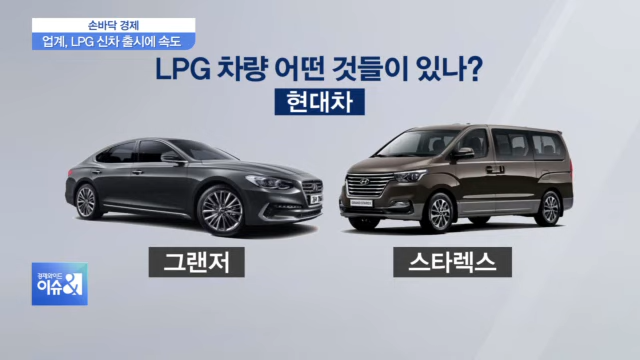 손바닥 경제
업계, LPG 신차 출시에 속도
LPG 차량 어떤 것들이 있나?
현대차
그랜저
스타렉스
경제와이드
이슈&